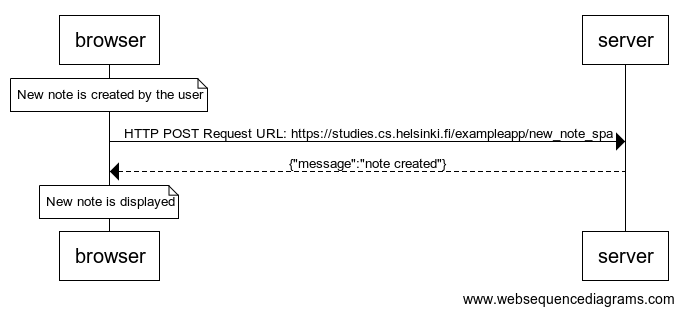 browser
server
New note is created by the user
HTTP POST Request URL: https://studies.cs.helsinki.fi/exampleapp/new_note_spa
{"message":"note created"}
New note is displayed
browser
server
www.websequencediagrams.com